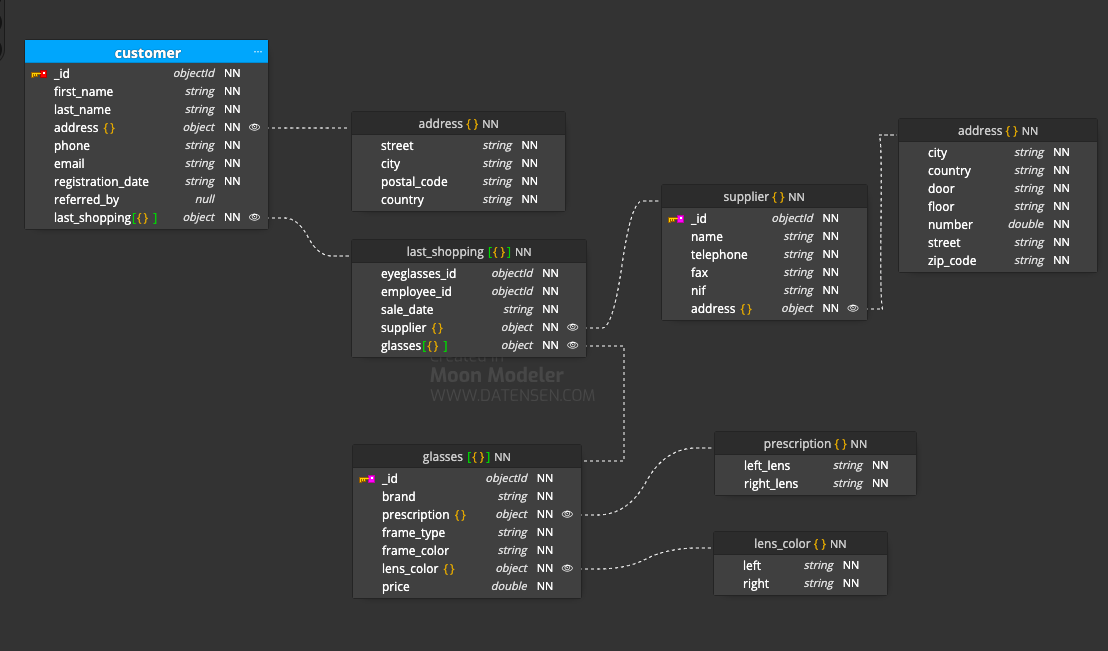 customer ...
_id objectId NN
first_name string NN
last_name string NN
address { } object NN
phone string NN
email string NN
registration_date string NN
referred_by null
last_shopping[{ } ] object NN
address { } NN
street string NN
city string NN
postal_code string NN
country string NN
last_shopping [{ }] NN
eyeglasses_id objectId NN
employee_id objectId NN
sale_date string NN
supplier { } object NN
glasses[{ } ] object NN
Created in
Moon Modeler
WWW.DATENSEN.COM
supplier { } NN
_id objectId NN
name string NN
telephone string NN
fax string NN
nif string NN
address { } object NN
address { } NN
city string NN
country string NN
door string NN
floor string NN
number double NN
street string NN
zip_code string NN
glasses [{ }] NN
_id objectId NN
brand string NN
prescription { } object NN
frame_type string NN
frame_color string NN
lens_color { } object NN
price double NN
prescription { } NN
left_lens string NN
right_lens string NN
lens_color { } NN
left string NN
right string NN